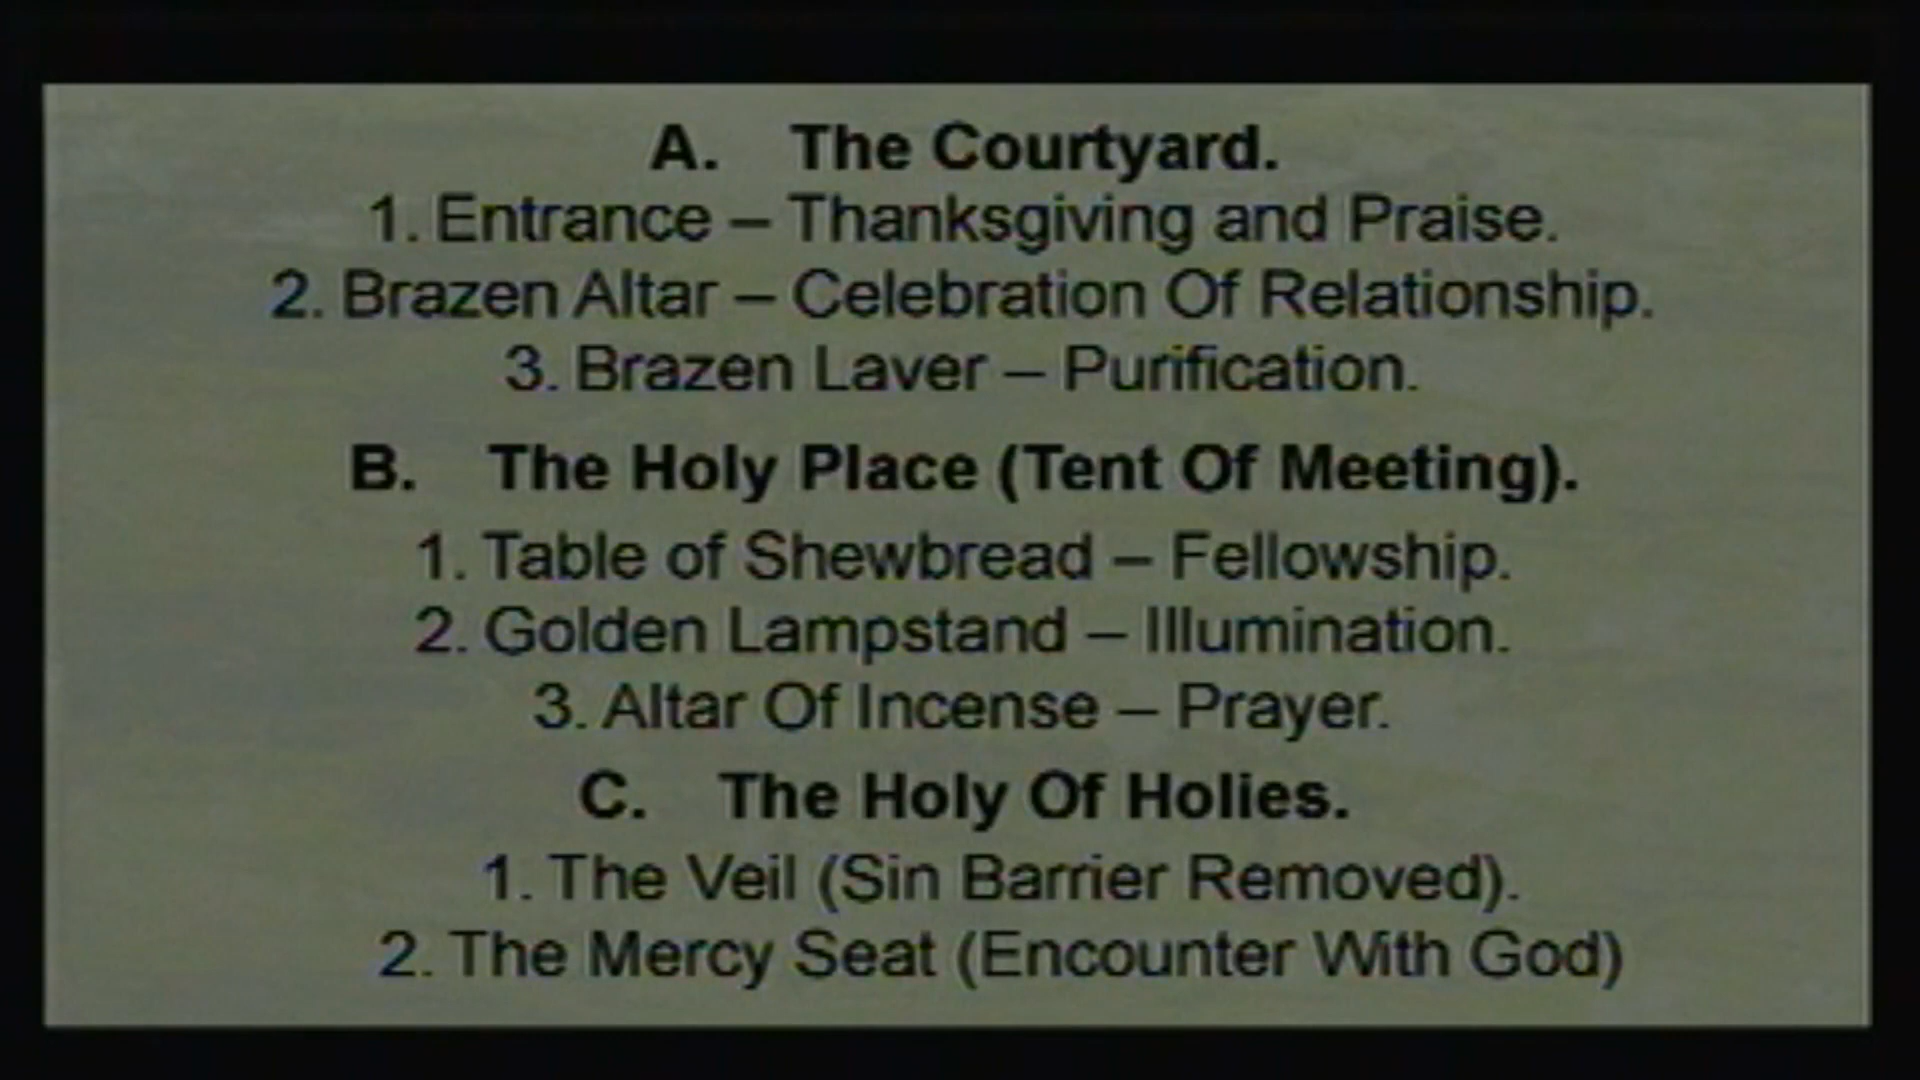 A. The Courtyard.
1. Entrance – Thanksgiving and Praise.
2. Brazen Altar – Celebration Of Relationship.
3. Brazen Laver – Purification.
B. The Holy Place (Tent Of Meeting).
1. Table of Shewbread – Fellowship.
2. Golden Lampstand – Illumination.
3. Altar Of Incense – Prayer.
C. The Holy Of Holies.
1. The Veil (Sin Barrier Removed).
2. The Mercy Seat (Encounter With God)